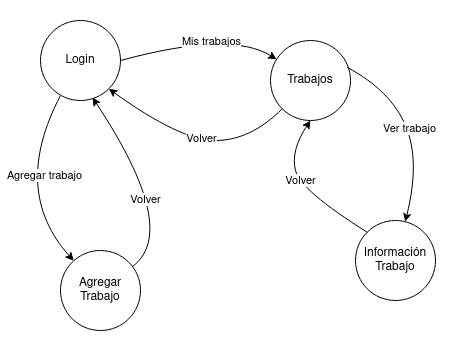 Login
Mis trabajos
Trabajos
Volver
Ver trabajo
Agregar trabajo
Volver
Volver
Información
Trabajo
Agregar
Trabajo